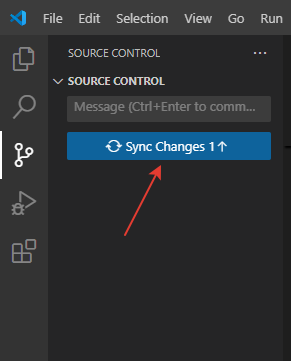 File Edit Selection View Go Run
SOURCE CONTROL ...
SOURCE CONTROL
Message (Ctrl+Enter to comm...
Sync Changes 1↑